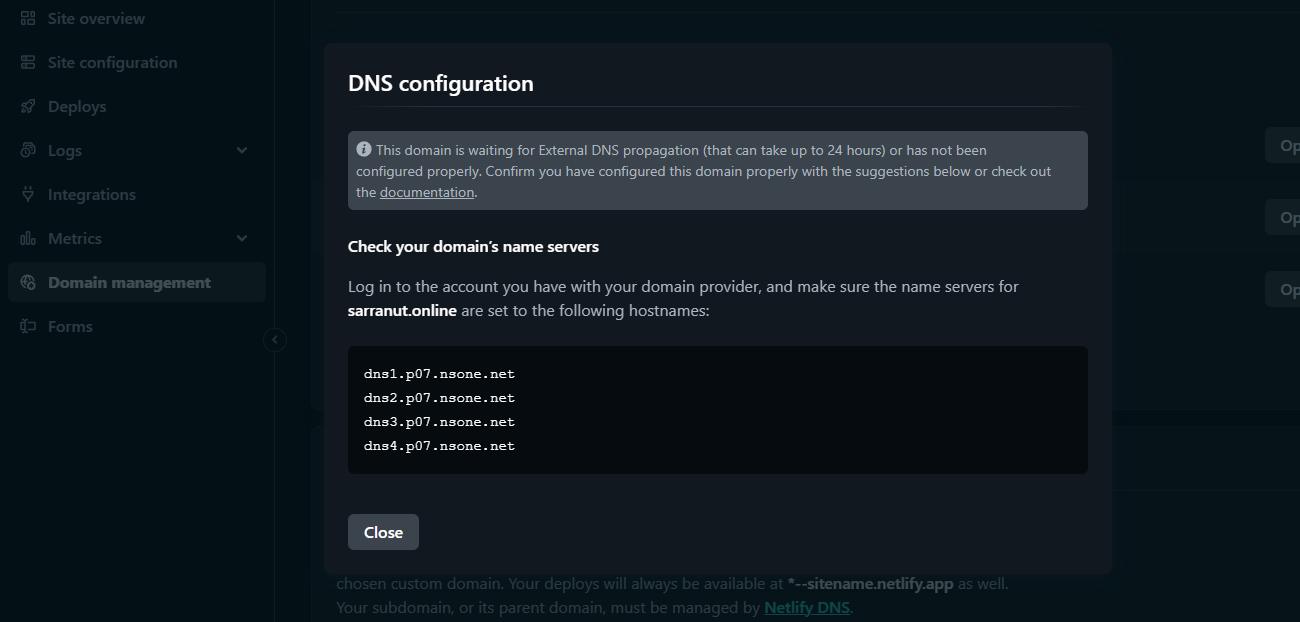 Site overview
Site configuration
Deploys
Logs
Integrations
Metrics
Domain management
Forms
DNS configuration
This domain is waiting for External DNS propagation (that can take up to 24 hours) or has not been
configured properly. Confirm you have configured this domain properly with the suggestions below or check out
the documentation.
Check your domain's name servers
Log in to the account you have with your domain provider, and make sure the name servers for
sarranut.online are set to the following hostnames:
dns1.p07.nsone.net
dns2.p07.nsone.net
dns3.p07.nsone.net
dns4.p07.nsone.net
Close
Op
Op
Op
chosen custom domain. Your deploys will always be available at *--sitename.netlify.app as well.
Your subdomain, or its parent domain, must be managed by Netlify DNS.